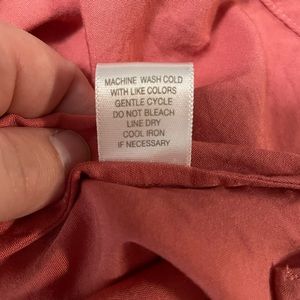 MACHINE WASH COLD
WITH LIKE COLORS
GENTLE CYCLE
DO NOT BLEACH
LINE DRY
COOL IRON
IF NECESSARY